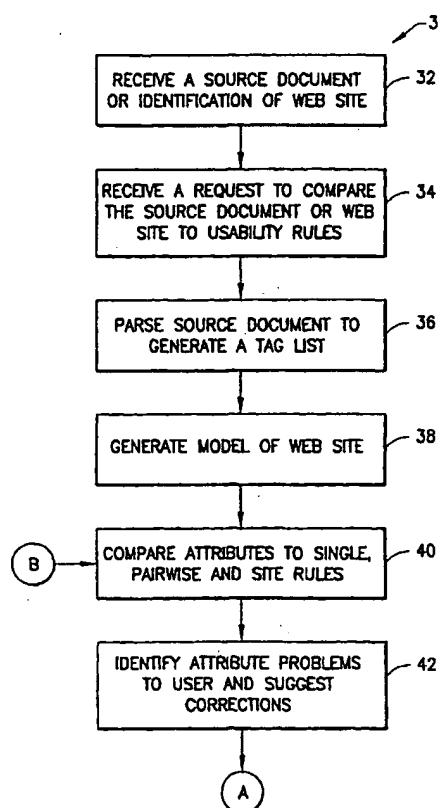 3
RECEIVE A SOURCE DOCUMENT
OR IDENTIFICATION OF WEB SITE
32
RECEIVE A REQUEST TO COMPARE
THE SOURCE DOCUMENT OR WEB
SITE TO USABILITY RULES
34
PARSE SOURCE DOCUMENT TO
GENERATE A TAG LIST
36
GENERATE MODEL OF WEB SITE
38
B
COMPARE ATTRIBUTES TO SINGLE,
PAIRWISE AND SITE RULES
40
IDENTIFY ATTRIBUTE PROBLEMS
TO USER AND SUGGEST
CORRECTIONS
42
A